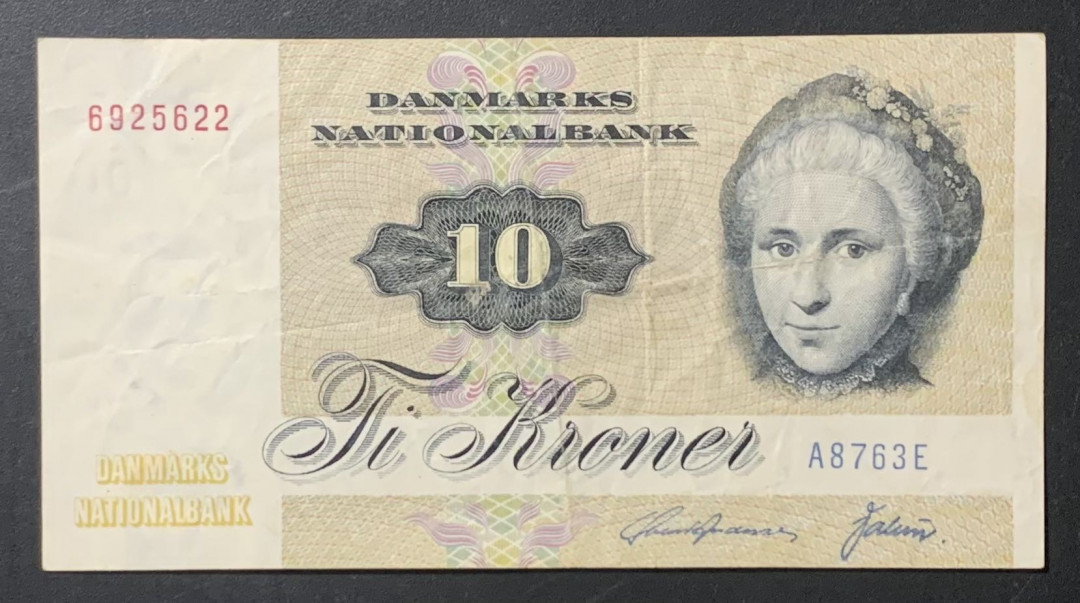 6925622
DANMARKS
NATIONALBANK
10
Ti Kroner
A8763E
DANMARKS
NATIONALBANK